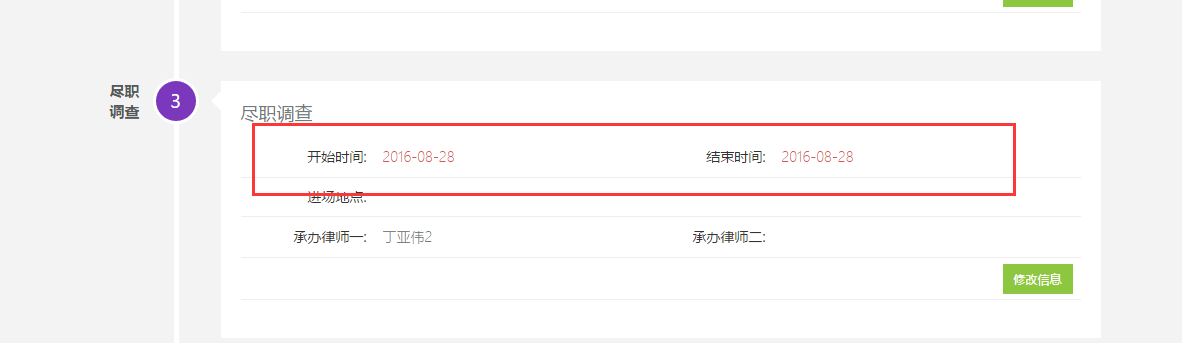 尽职
调查
3
尽职调查
开始时间: 2016-08-28 结束时间: 2016-08-28
进场地点:
承办律师一: 丁亚伟2 承办律师二:
修改信息